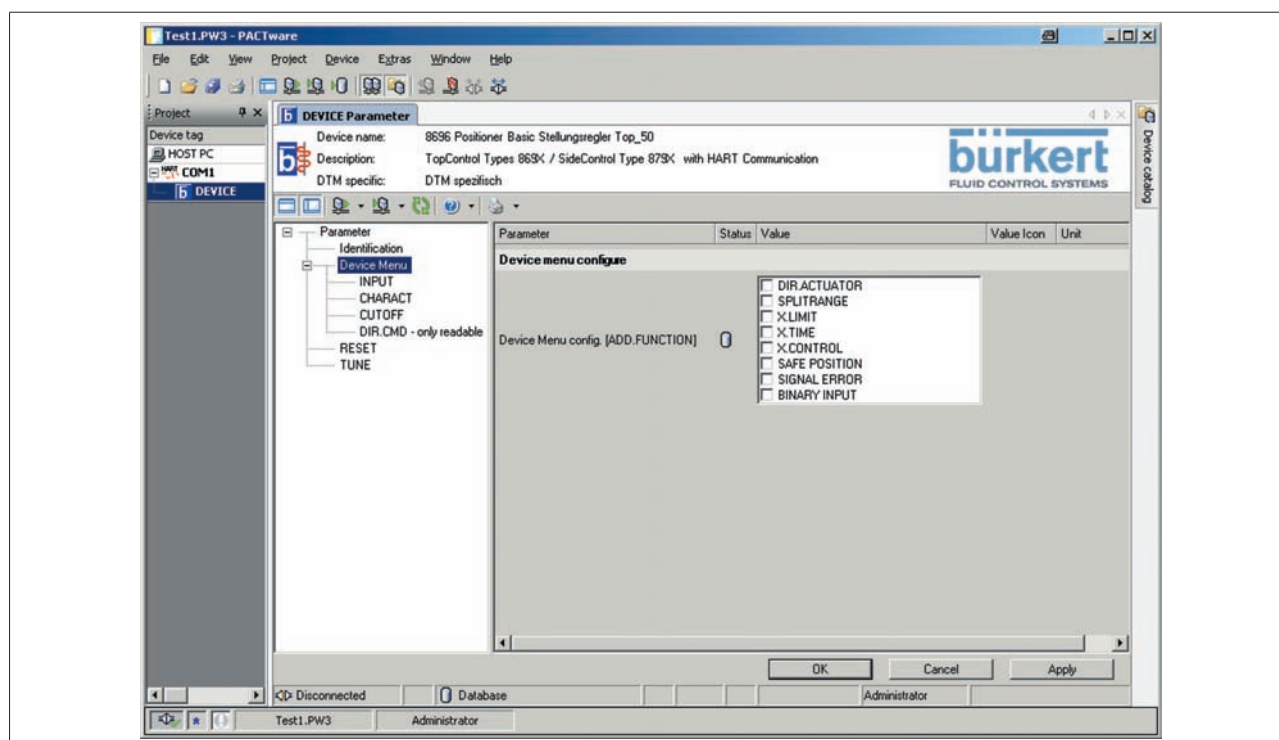 Test1.PW3 - PACTware
File Edit View Project Device Extras Window Help
Project
Device tag
HOST PC
HART COM1
DEVICE
DEVICE Parameter
Device name: 8696 Positioner Basic Stellungsregler Top_50
Description: TopControl Types 869X / SideControl Type 879X with HART Communication
DTM specific: DTM spezifisch
burkert
FLUID CONTROL SYSTEMS
Device catalog
Parameter
Identification
Device Menu
INPUT
CHARACT
CUTOFF
DIR.CMD - only readable
RESET
TUNE
Parameter Status Value Value Icon Unit
Device menu configure
Device Menu config. [ADD.FUNCTION]
DIR.ACTUATOR
SPLITRANGE
X.LIMIT
X.TIME
X.CONTROL
SAFE POSITION
SIGNAL ERROR
BINARY INPUT
OK Cancel Apply
Disconnected Database Administrator
Test1.PW3 Administrator